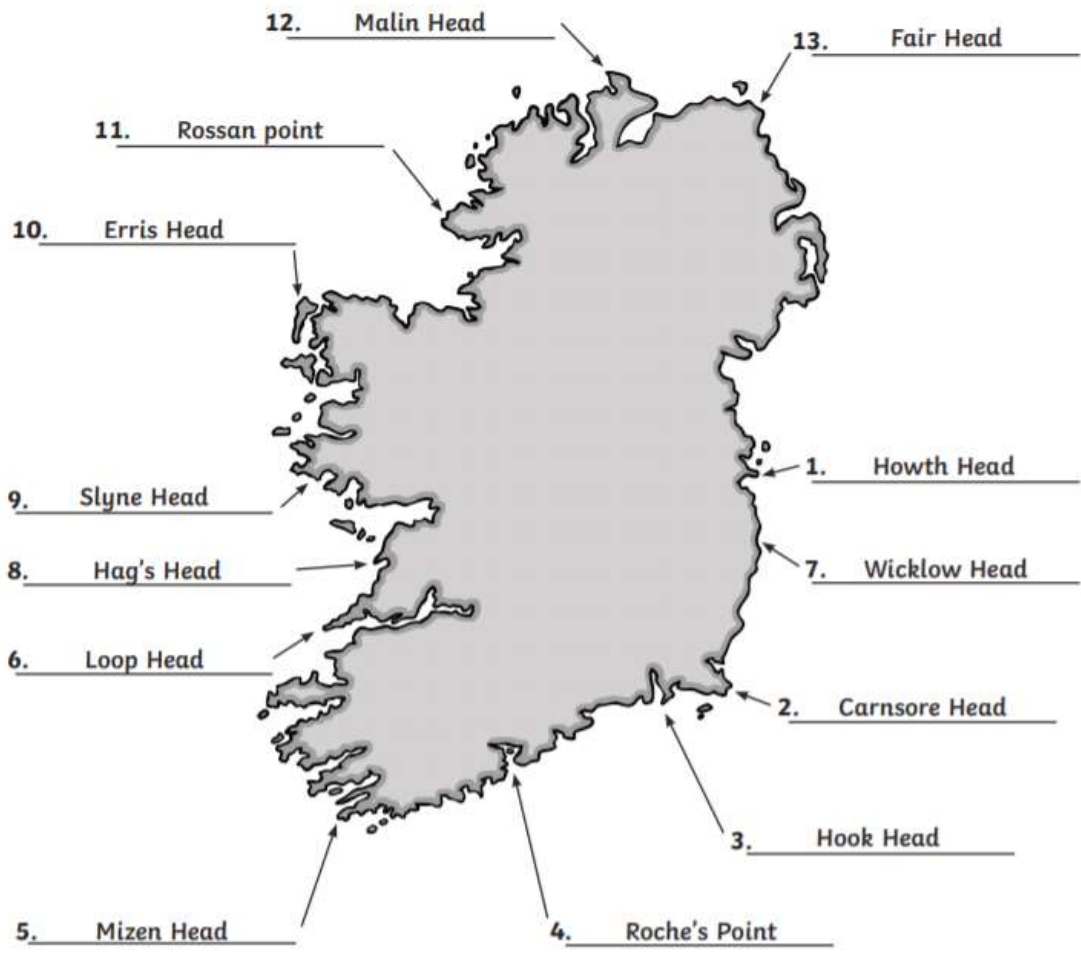 12. Malin Head
13. Fair Head
11. Rossan point
10. Erris Head
1. Howth Head
9. Slyne Head
8. Hag's Head
7. Wicklow Head
6. Loop Head
2. Carnsore Head
3. Hook Head
5. Mizen Head
4. Roche's Point